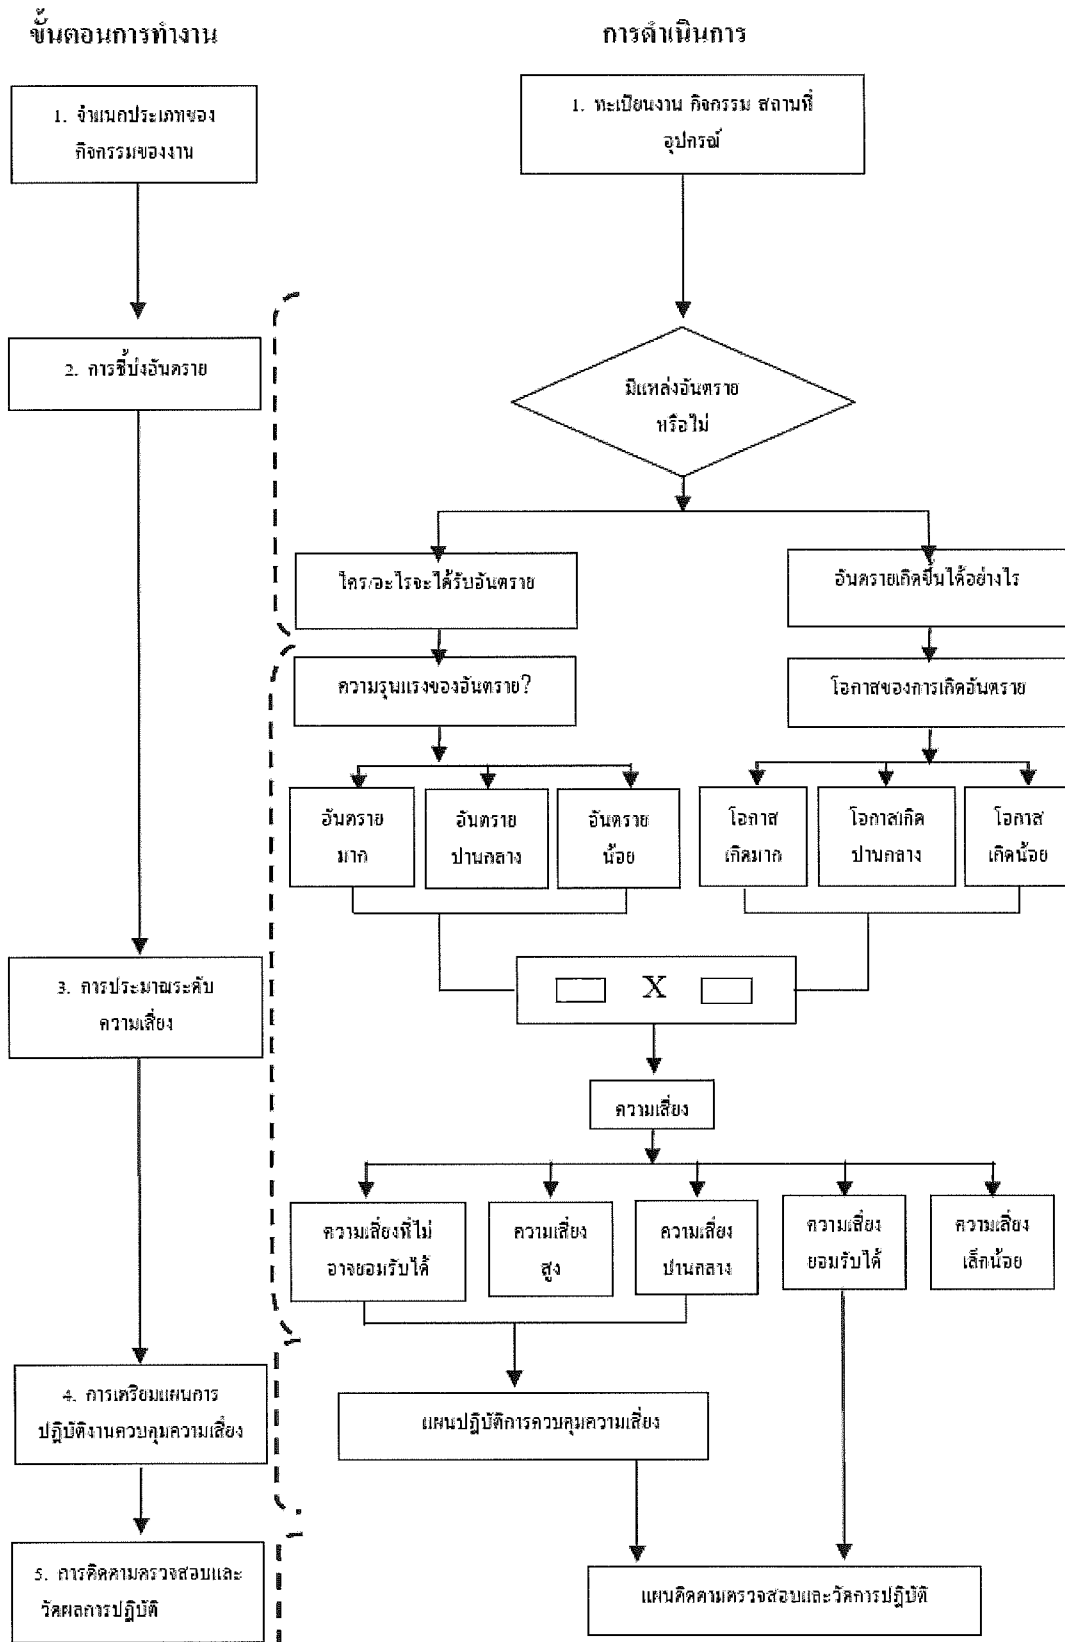 ขั้นตอนการทำงาน
การดำเนินการ
1. จำแนกประเภทของ
กิจกรรมของงาน
1. ทะเบียนงาน กิจกรรม สถานที่
อุปกรณ์
2. การชี้บ่งอันตราย
มีแหล่งอันตราย
หรือไม่
ใคร/อะไรจะได้รับอันตราย
อันตรายเกิดขึ้นได้อย่างไร
ความรุนแรงของอันตราย?
โอกาสของการเกิดอันตราย
อันตราย
มาก
อันตราย
ปานกลาง
อันตราย
น้อย
โอกาส
เกิดมาก
โอกาสเกิด
ปานกลาง
โอกาส
เกิดน้อย
3. การประมาณระดับ
ความเสี่ยง
X
ความเสี่ยง
ความเสี่ยงที่ไม่
อาจยอมรับได้
ความเสี่ยง
สูง
ความเสี่ยง
ปานกลาง
ความเสี่ยง
ยอมรับได้
ความเสี่ยง
เล็กน้อย
4. การเตรียมแผนการ
ปฏิบัติงานควบคุมความเสี่ยง
แผนปฏิบัติการควบคุมความเสี่ยง
5. การติดตามตรวจสอบและ
วัดผลการปฏิบัติ
แผนติดตามตรวจสอบและวัดการปฏิบัติ